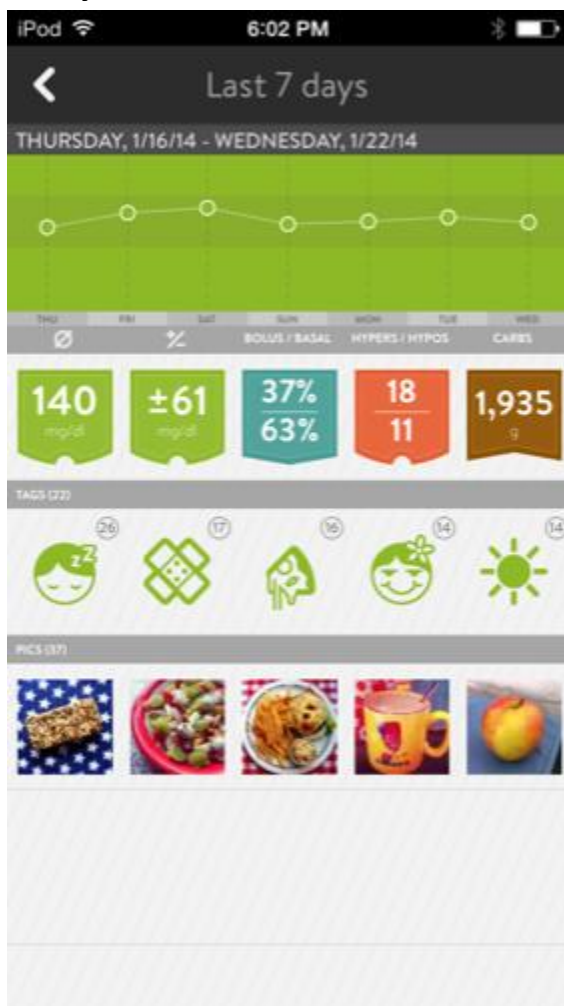 iPod 6:02 PM
Last 7 days
THURSDAY, 1/16/14 - WEDNESDAY, 1/22/14
THU FRI SAT SUN MON TUE WED
Ø +/- BOLUS / BASAL HYPERS / HYPOS CARBS
140 ±61 37% 18 1,935
mg/dl mg/dl 63% 11 g
TAGS (22)
26 17 16 14 14
zZ
PICS (37)